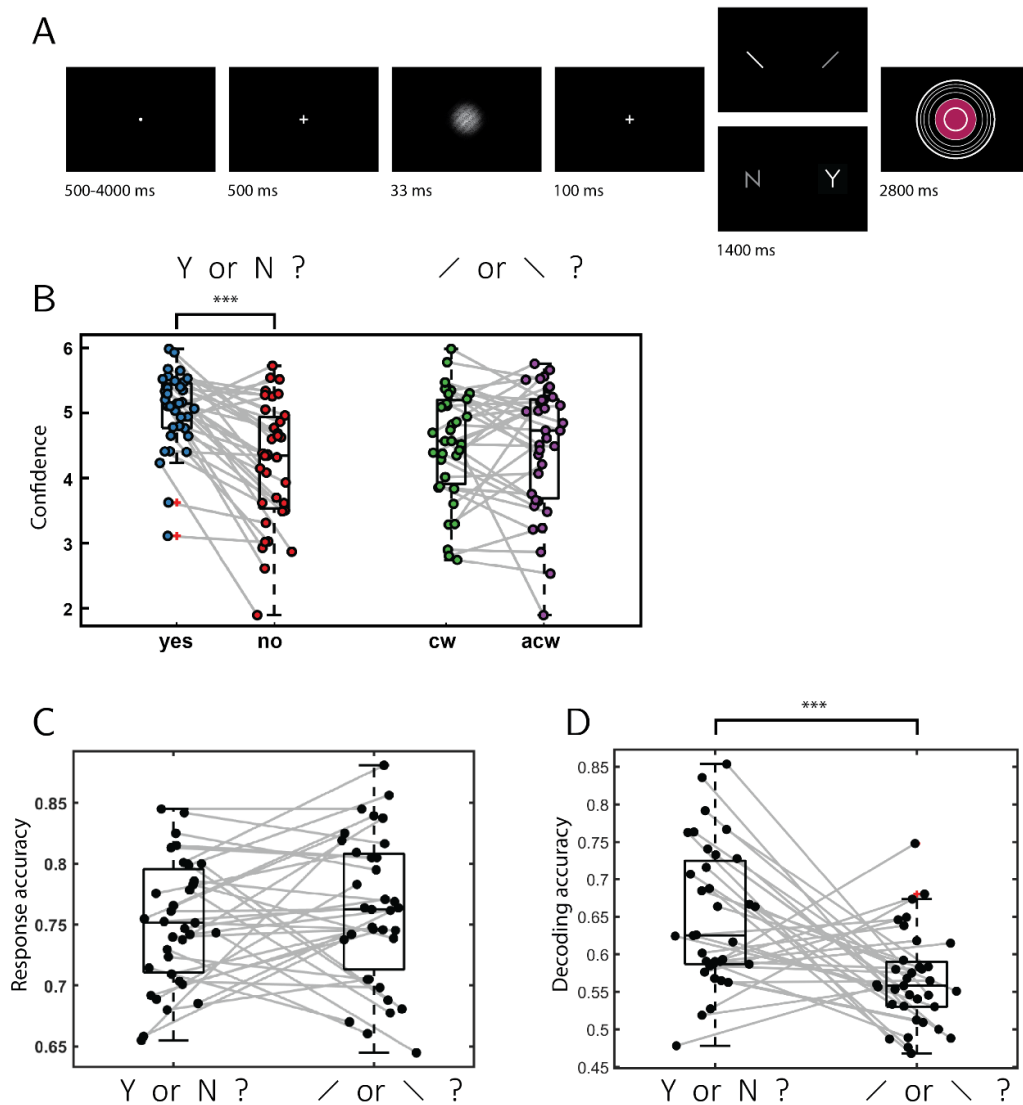 A
N Y
500-4000 ms 500 ms 33 ms 100 ms 2800 ms
1400 ms
Y or N ? / or \ ?
B
***
6
5
4
3
2
Confidence
yes no cw acw
C
0.85
0.8
0.75
0.7
0.65
Response accuracy
Y or N ? / or \ ?
D
***
0.85
0.8
0.75
0.7
0.65
0.6
0.55
0.5
0.45
Decoding accuracy
Y or N ? / or \ ?